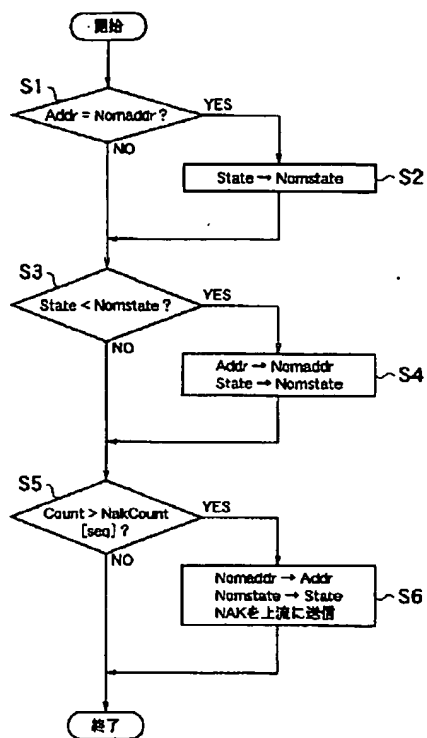 開始
S1
Addr = Nomaddr ?
YES
NO
State → Nomstate
S2
S3
State < Nomstate ?
YES
NO
Addr → Nomaddr
State → Nomstate
S4
S5
Count > NakCount
[seq] ?
YES
NO
Nomaddr → Addr
Nomstate → State
NAKを上流に送信
S6
終了